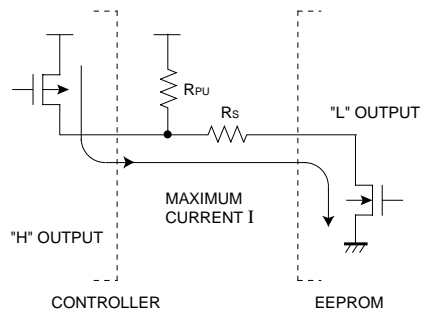 RPU
RS
"L" OUTPUT
MAXIMUM
CURRENT I
"H" OUTPUT
CONTROLLER
EEPROM